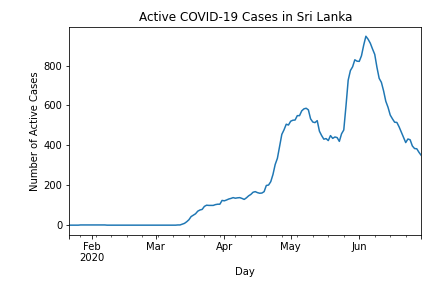 Active COVID-19 Cases in Sri Lanka
Number of Active Cases
800
600
400
200
0
Feb Mar Apr May Jun
2020
Day